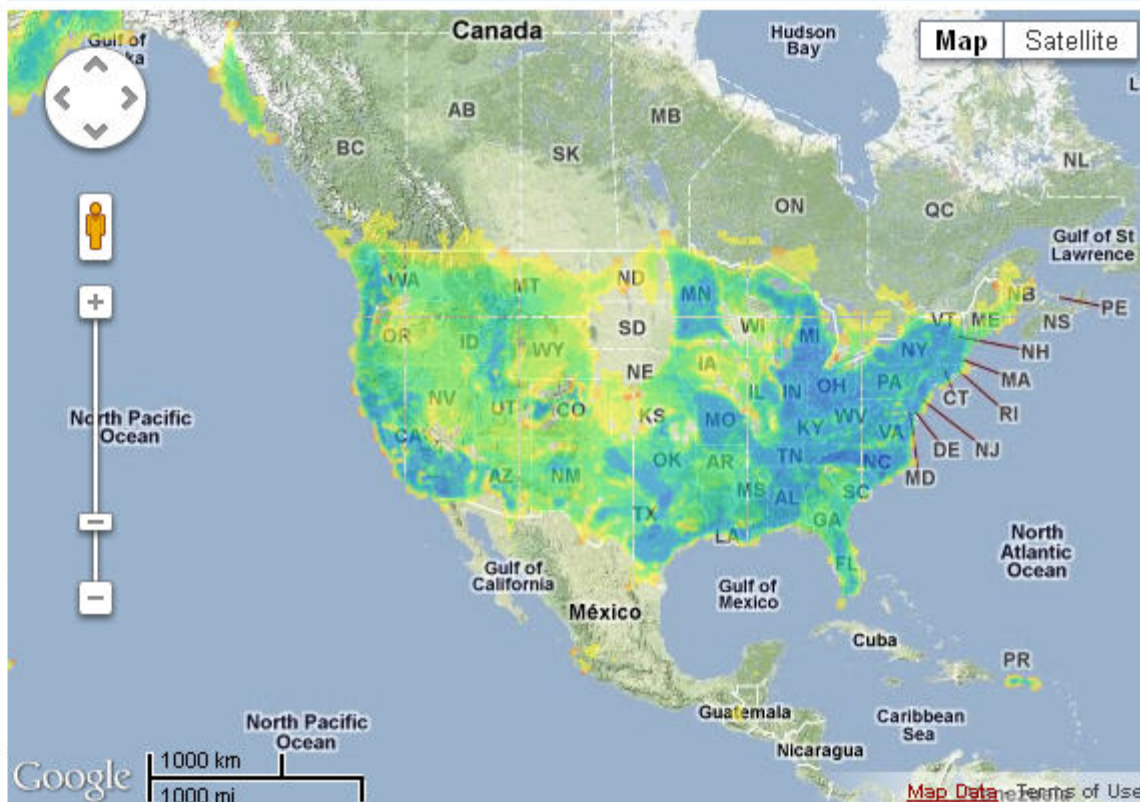 Canada
Hudson
Bay
Map
Satellite
Gulf of
ka
AB
MB
BC
SK
NL
ON
QC
Gulf of St
Lawrence
WA
MT
ND
MN
NB
PE
OR
ID
SD
WI
MI
VT
ME
NS
WY
NY
NH
NE
IA
MA
NV
UT
CO
KS
IL
IN
OH
PA
CT
RI
North Pacific
Ocean
CA
MO
KY
WV
VA
DE
NJ
AZ
NM
OK
AR
TN
NC
MD
TX
MS
AL
SC
GA
LA
FL
North
Atlantic
Ocean
Gulf of
California
Gulf of
Mexico
México
Cuba
PR
Guatemala
Caribbean
Sea
North Pacific
Ocean
Nicaragua
Google
1000 km
1000 mi
Map Data - Terms of Use